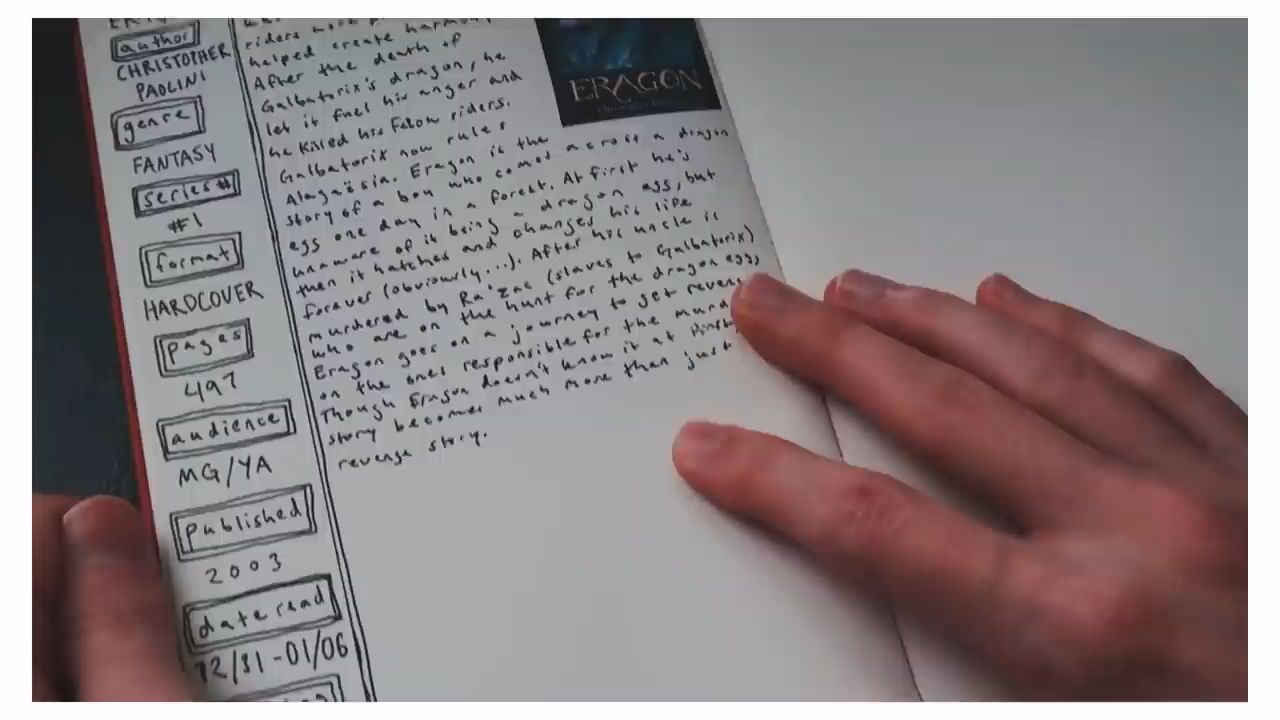 author
CHRISTOPHER
PAOLINI
genre
FANTASY
series#
#1
format
HARDCOVER
pages
497
audience
MG/YA
published
2003
date read
12/31-01/06
riders
helped create harmony
After the death of
Galbatorix's dragon, he
let it fuel his anger and
he killed his Felow riders.
Galbatorix now rules
Alagaësia. Eragon is the
story of a boy who comes across a dragon
egg one day in a forest. At first he's
unaware of it being a dragon egg, but
then it hatches and changes his life
forever (obviously...). After his uncle is
murdered by Ra'zac (slaves to Galbatorix)
who are on the hunt for the dragon egg,
Eragon goes on a journey to get reveng
on the ones responsible for the murd
Though Eragon doesn't know it at first,
story becomes much more than just
revenge story.
ERAGON